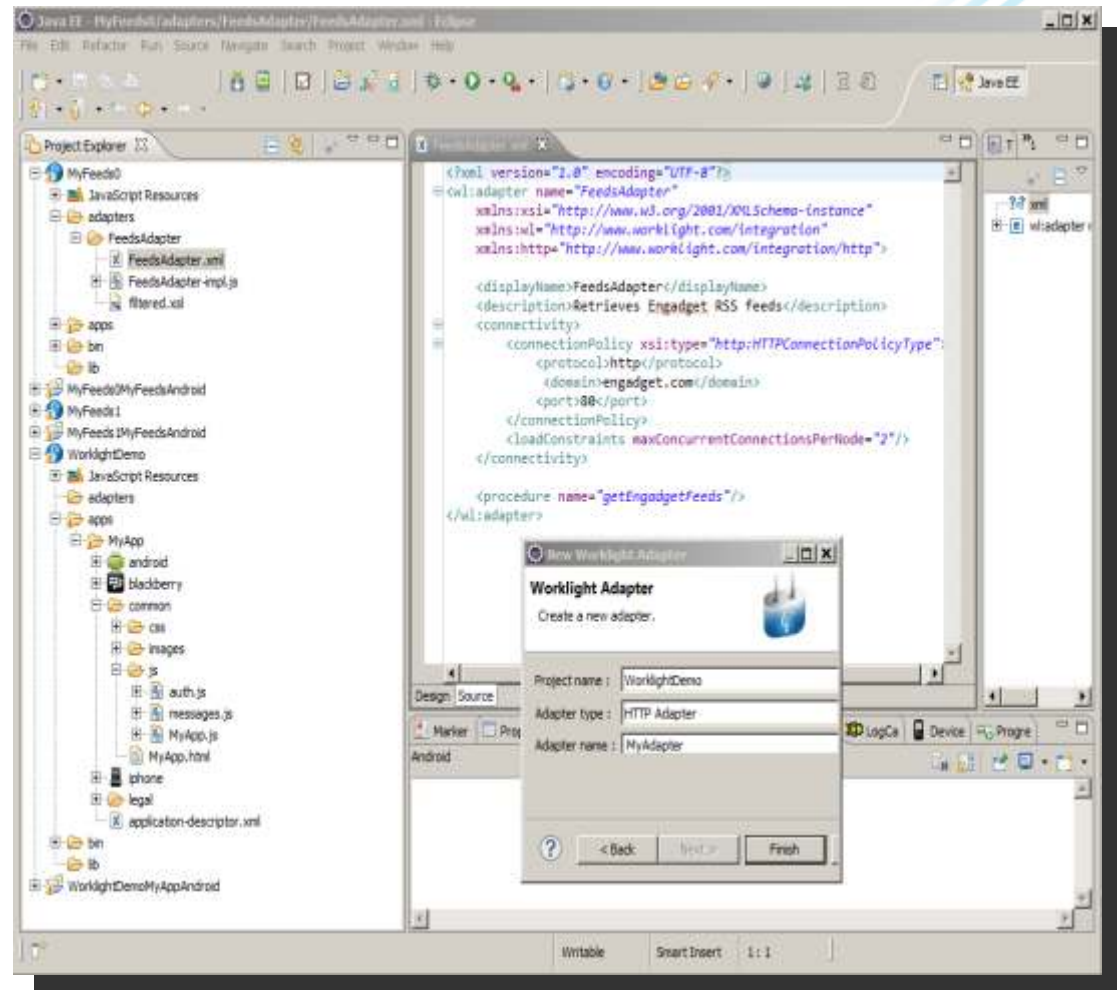 Java EE - MyFeeds0/adapters/FeedsAdapter/FeedsAdapter.xml - Eclipse
File Edit Refactor Run Source Navigate Search Project Window Help
Java EE
Project Explorer
MyFeeds0
JavaScript Resources
adapters
FeedsAdapter
FeedsAdapter.xml
FeedsAdapter-impl.js
filtered.xsl
apps
bin
lib
MyFeeds0MyFeedsAndroid
MyFeeds1
MyFeeds1MyFeedsAndroid
WorklightDemo
JavaScript Resources
adapters
apps
MyApp
android
blackberry
common
css
images
js
auth.js
messages.js
MyApp.js
MyApp.html
iphone
legal
application-descriptor.xml
bin
lib
WorklightDemoMyAppAndroid
FeedsAdapter.xml
<?xml version="1.0" encoding="UTF-8"?>
<wl:adapter name="FeedsAdapter"
xmlns:xsi="http://www.w3.org/2001/XMLSchema-instance"
xmlns:wl="http://www.worklight.com/integration"
xmlns:http="http://www.worklight.com/integration/http">
<displayName>FeedsAdapter</displayName>
<description>Retrieves Engadget RSS feeds</description>
<connectivity>
<connectionPolicy xsi:type="http:HTTPConnectionPolicyType">
<protocol>http</protocol>
<domain>engadget.com</domain>
<port>80</port>
</connectionPolicy>
<loadConstraints maxConcurrentConnectionsPerNode="2"/>
</connectivity>
<procedure name="getEngadgetFeeds"/>
</wl:adapter>
Design Source
xml
wl:adapter
New Worklight Adapter
Worklight Adapter
Create a new adapter.
Project name : WorklightDemo
Adapter type : HTTP Adapter
Adapter name : MyAdapter
< Back Next > Finish
Marker Prop LogCa Device Progre
Android
Writable Smart Insert 1 : 1